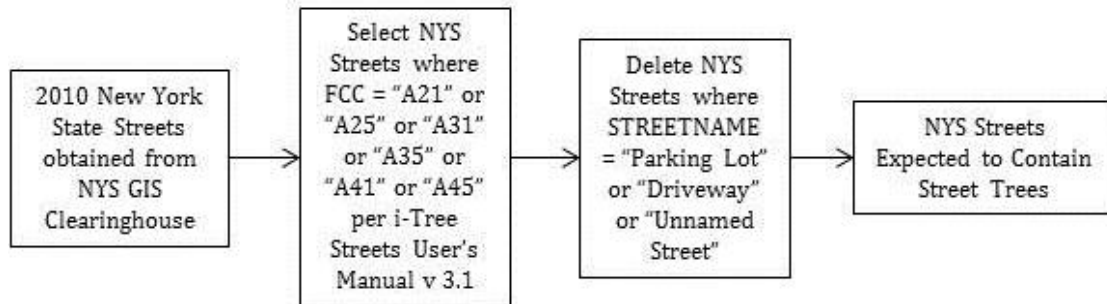 2010 New York
State Streets
obtained from
NYS GIS
Clearinghouse
Select NYS
Streets where
FCC = “A21” or
“A25” or “A31”
or “A35” or
“A41” or “A45”
per i-Tree
Streets User's
Manual v 3.1
Delete NYS
Streets where
STREETNAME
= “Parking Lot”
or “Driveway”
or “Unnamed
Street”
NYS Streets
Expected to Contain
Street Trees